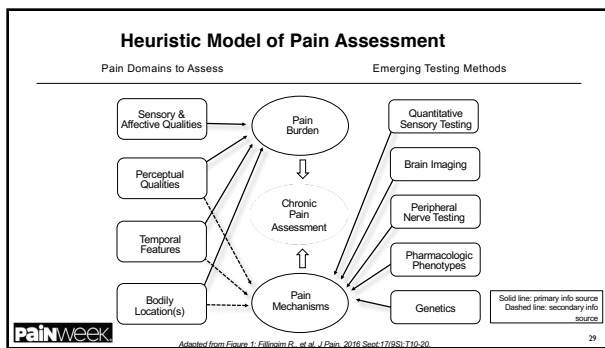 Heuristic Model of Pain Assessment
Pain Domains to Assess
Emerging Testing Methods
Sensory &
Affective Qualities
Perceptual
Qualities
Temporal
Features
Bodily
Location(s)
Pain
Burden
Chronic
Pain
Assessment
Pain
Mechanisms
Quantitative
Sensory Testing
Brain Imaging
Peripheral
Nerve Testing
Pharmacologic
Phenotypes
Genetics
Solid line: primary info source
Dashed line: secondary info
source
PAINWEEK.
Adapted from Figure 1: Fillingim R., et al. J Pain. 2016 Sept;17(9S):T10-20.
29